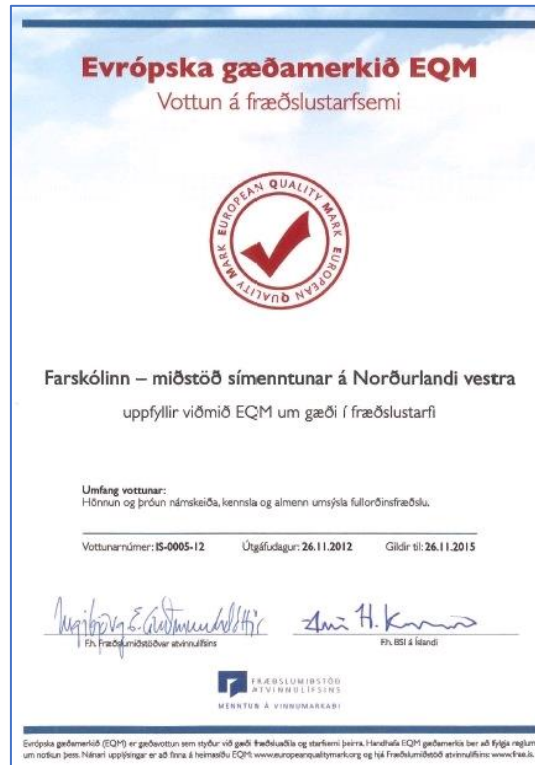 Evrópska gæðamerkið EQM
Vottun á fræðslustarfsemi
EUROPEAN QUALITY MARK EUROPEAN QUALITY MARK
Farskólinn – miðstöð símenntunar á Norðurlandi vestra
uppfyllir viðmið EQM um gæði í fræðslustarfi
Umfang vottunar:
Hönnun og þróun námskeiða, kennsla og almenn umsýsla fullorðinsfræðslu.
Vottunarnúmer: IS-0005-12 Útgáfudagur: 26.11.2012 Gildir til: 26.11.2015
F.h. Fræðslumiðstöðvar atvinnulífsins F.h. BSI á Íslandi
FRÆÐSLUMIÐSTÖÐ
ATVINNULÍFSINS
MENNTUN Á VINNUMARKAÐI
Evrópska gæðamerkið (EQM) er gæðavottun sem styður við gæði fræðsluaðila og starfsemi þeirra. Handhafa EQM gæðamerkis ber að fylgja reglum
um notkun þess. Nánari upplýsingar er að finna á heimasíðu EQM: www.europeanqualitymark.org og hjá Fræðslumiðstöð atvinnulífsins: www.frae.is.